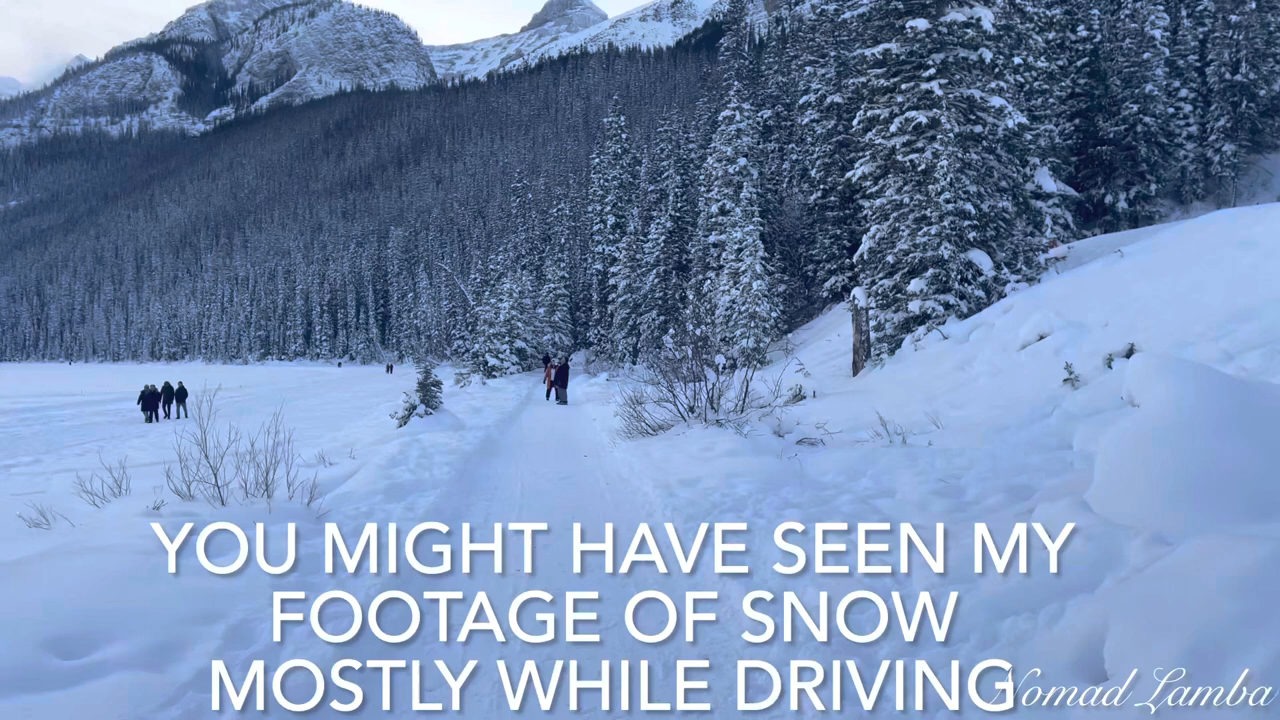 YOU MIGHT HAVE SEEN MY
FOOTAGE OF SNOW
MOSTLY WHILE DRIVING
Nomad Lamba